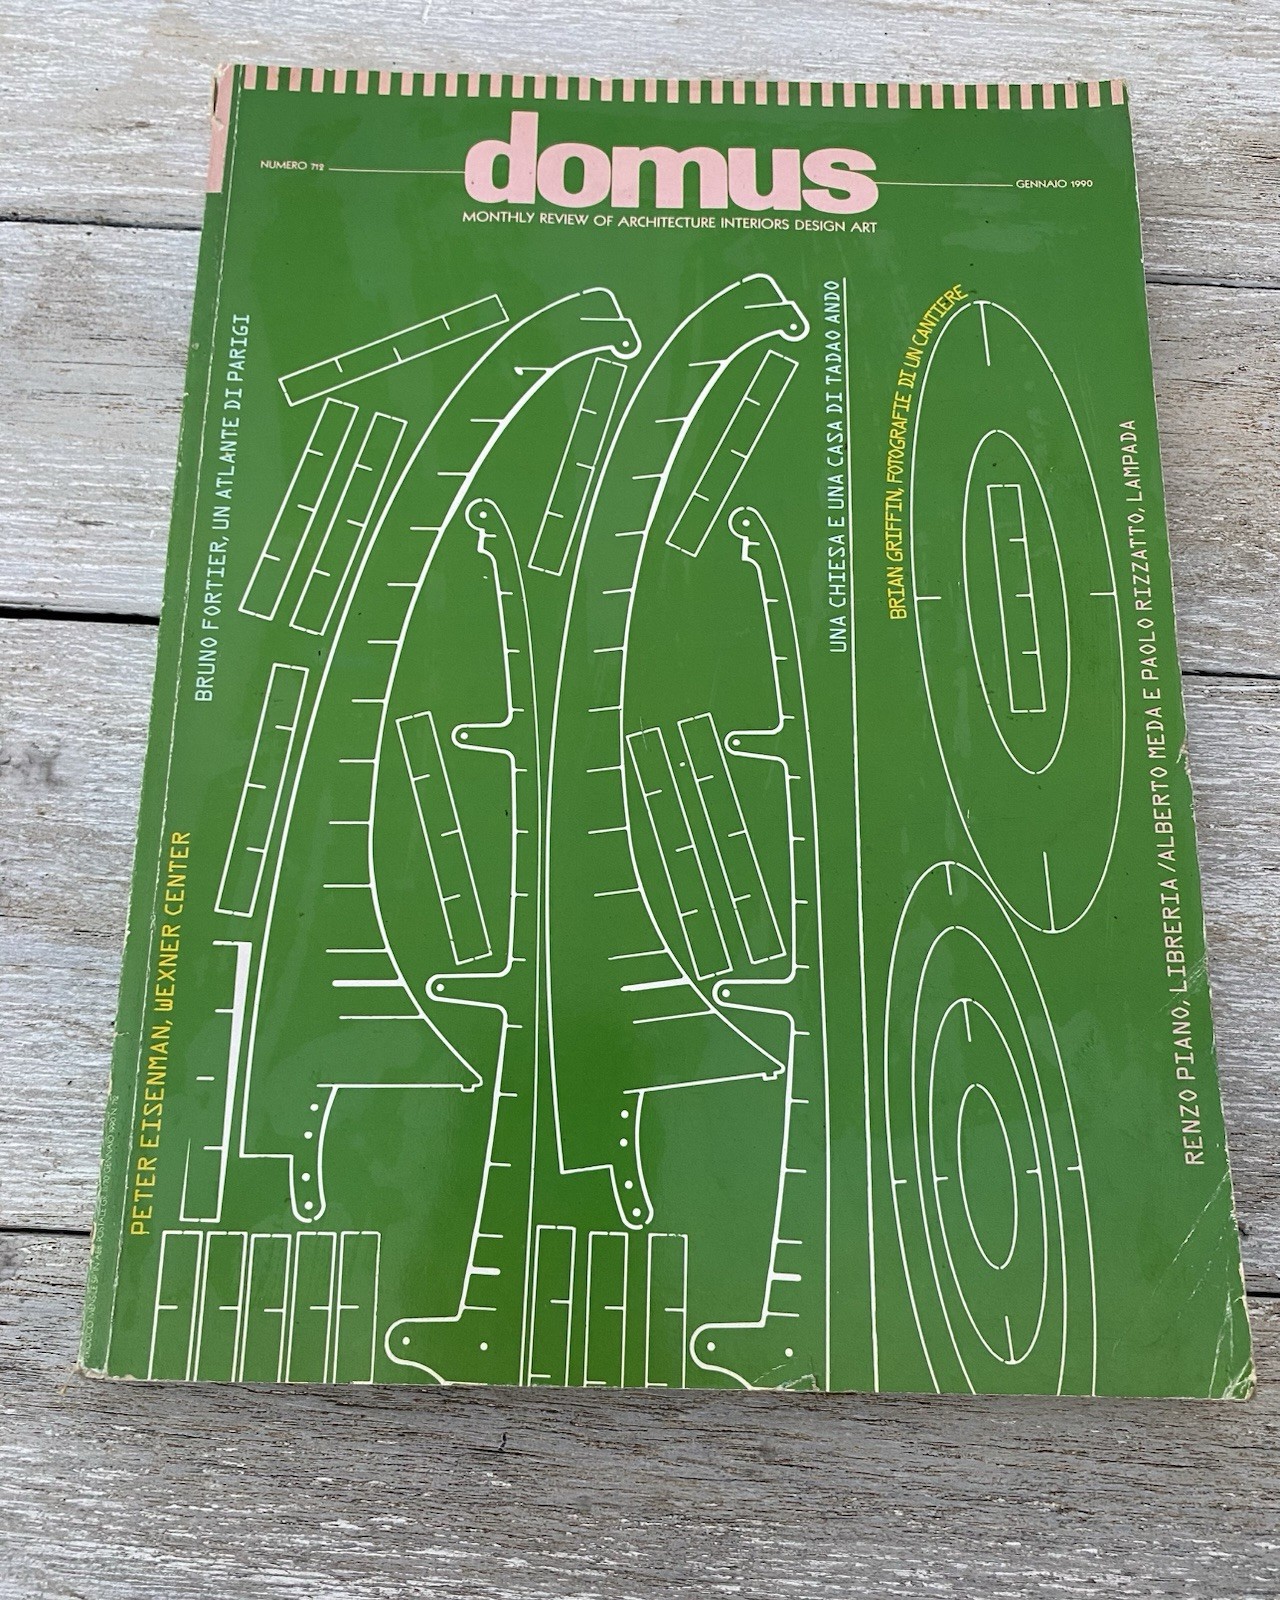 NUMERO 712
domus
GENNAIO 1990
MONTHLY REVIEW OF ARCHITECTURE INTERIORS DESIGN ART
BRUNO FORTIER, UN ATLANTE DI PARIGI
PETER EISENMAN, WEXNER CENTER
UNA CHIESA E UNA CASA DI TADAO ANDO
BRIAN GRIFFIN, FOTOGRAFIE DI UN CANTIERE
RENZO PIANO, LIBRERIA /ALBERTO MEDA E PAOLO RIZZATTO, LAMPADA